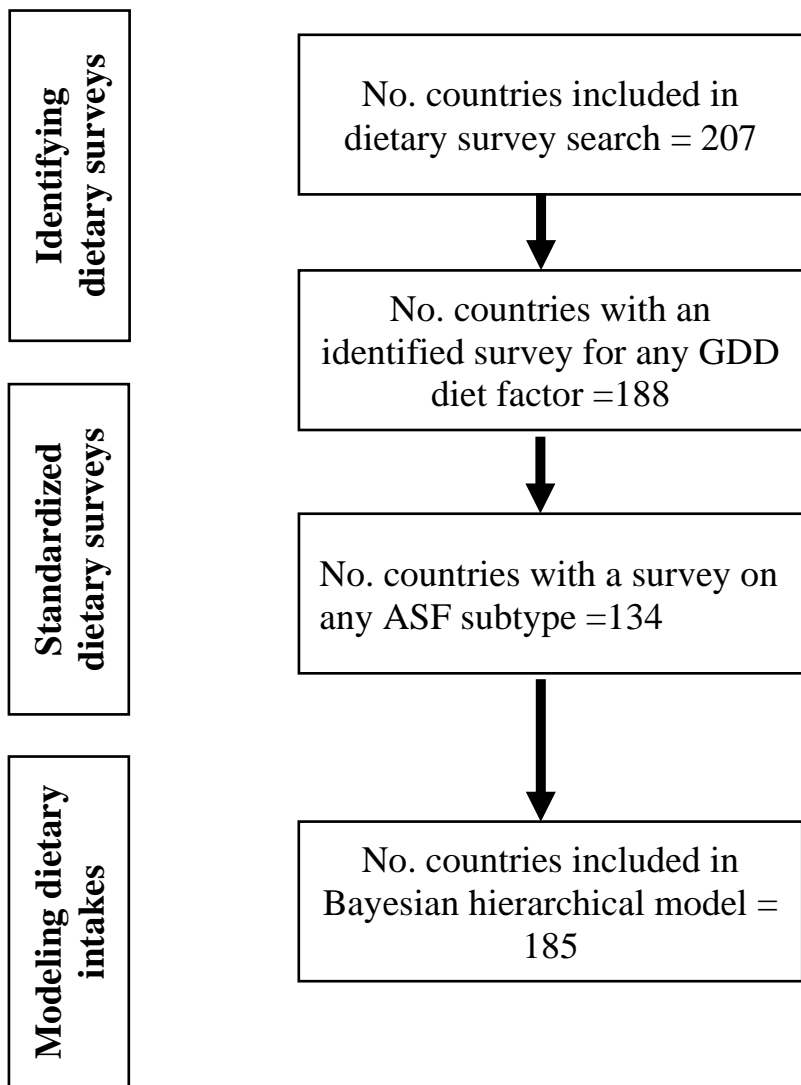 Identifying
dietary surveys
No. countries included in
dietary survey search = 207
No. countries with an
identified survey for any GDD
diet factor =188
Standardized
dietary surveys
No. countries with a survey on
any ASF subtype =134
Modeling dietary
intakes
No. countries included in
Bayesian hierarchical model =
185